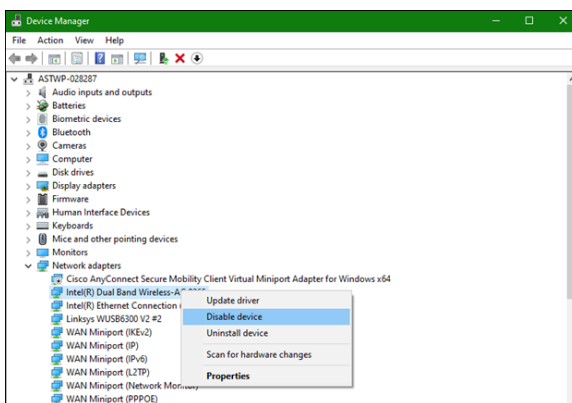 Device Manager
File Action View Help
ASTWP-028287
Audio inputs and outputs
Batteries
Biometric devices
Bluetooth
Cameras
Computer
Disk drives
Display adapters
Firmware
Human Interface Devices
Keyboards
Mice and other pointing devices
Monitors
Network adapters
Cisco AnyConnect Secure Mobility Client Virtual Miniport Adapter for Windows x64
Intel(R) Dual Band Wireless-AC
Intel(R) Ethernet Connection
Linksys WUSB6300 V2 #2
WAN Miniport (IKEv2)
WAN Miniport (IP)
WAN Miniport (IPv6)
WAN Miniport (L2TP)
WAN Miniport (Network Monitor)
WAN Miniport (PPPOE)
Update driver
Disable device
Uninstall device
Scan for hardware changes
Properties